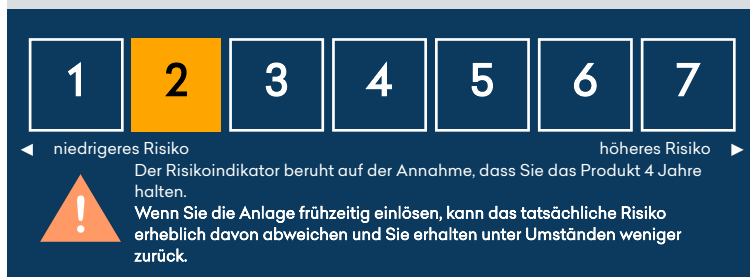 1 2 3 4 5 6 7
◄ niedrigeres Risiko höheres Risiko ►
Der Risikoindikator beruht auf der Annahme, dass Sie das Produkt 4 Jahre
halten.
Wenn Sie die Anlage frühzeitig einlösen, kann das tatsächliche Risiko
erheblich davon abweichen und Sie erhalten unter Umständen weniger
zurück.
!